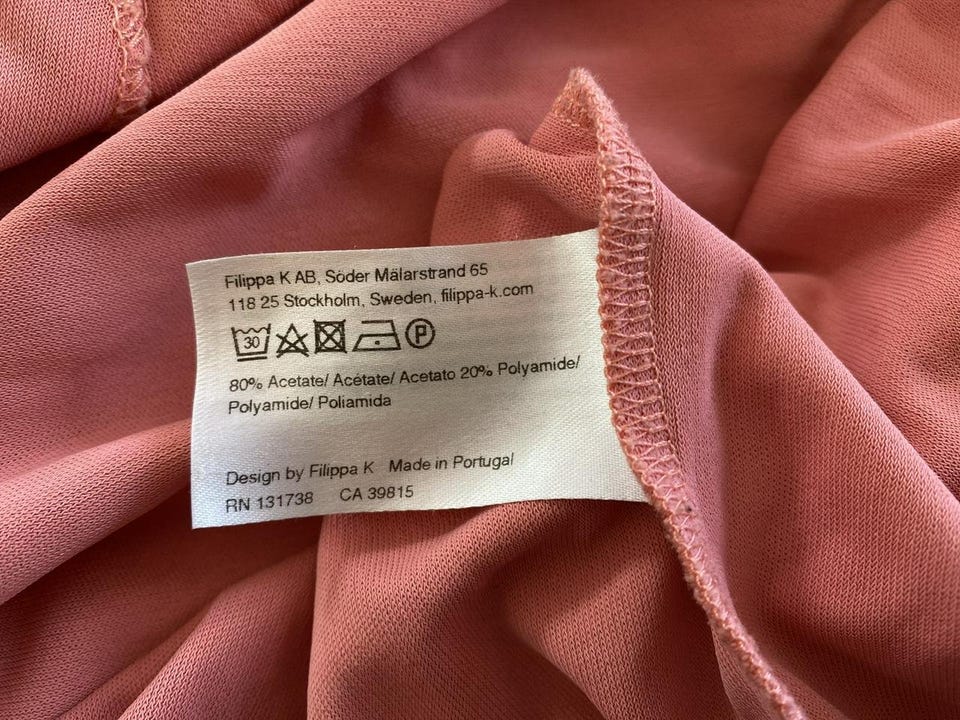 Filippa K AB, Söder Mälarstrand 65
118 25 Stockholm, Sweden, filippa-k.com
30 P
80% Acetate/ Acétate/ Acetato 20% Polyamide/
Polyamide/ Poliamida
Design by Filippa K Made in Portugal
RN 131738 CA 39815